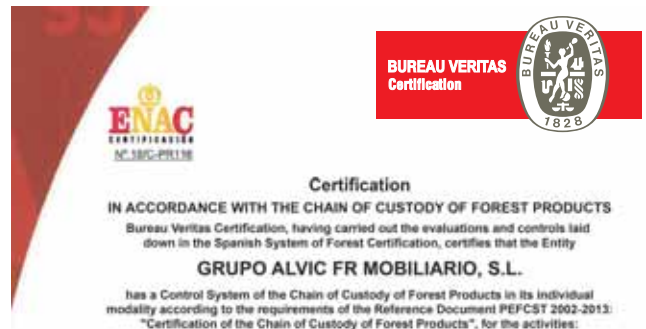 BUREAU VERITAS
Certification
BUREAU VERITAS
1828
ENAC
CERTIFICACIÓN
Certification
IN ACCORDANCE WITH THE CHAIN OF CUSTODY OF FOREST PRODUCTS
Bureau Veritas Certification, having carried out the evaluations and controls laid
down in the Spanish System of Forest Certification, certifies that the Entity
GRUPO ALVIC FR MOBILIARIO, S.L.
has a Control System of the Chain of Custody of Forest Products in its individual
modality according to the requirements of the Reference Document PEFCST 2002-2013:
"Certification of the Chain of Custody of Forest Products", for the activities: